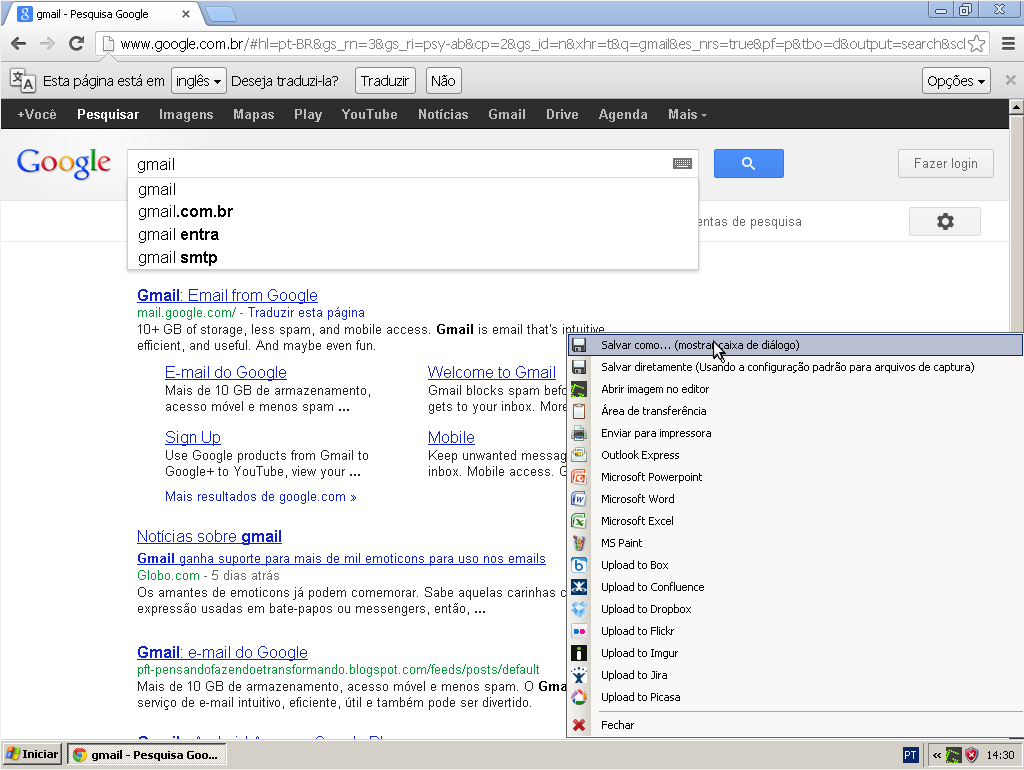 gmail - Pesquisa Google
www.google.com.br/#hl=pt-BR&gs_rn=3&gs_ri=psy-ab&cp=2&gs_id=n&xhr=t&q=gmail&es_nrs=true&pf=p&tbo=d&output=search&scl
Esta página está em inglês Deseja traduzi-la? Traduzir Não Opções
+Você Pesquisar Imagens Mapas Play YouTube Notícias Gmail Drive Agenda Mais
Google gmail Fazer login
gmail
gmail.com.br
gmail entra
gmail smtp
entas de pesquisa
Gmail: Email from Google
mail.google.com/ - Traduzir esta página
10+ GB of storage, less spam, and mobile access. Gmail is email that's intuitive,
efficient, and useful. And maybe even fun.
E-mail do Google
Mais de 10 GB de armazenamento,
acesso móvel e menos spam ...
Welcome to Gmail
Gmail blocks spam befo
gets to your inbox. More
Sign Up
Use Google products from Gmail to
Google+ to YouTube, view your ...
Mobile
Keep unwanted messag
inbox. Mobile access. G
Mais resultados de google.com »
Notícias sobre gmail
Gmail ganha suporte para mais de mil emoticons para uso nos emails
Globo.com - 5 dias atrás
Os amantes de emoticons já podem comemorar. Sabe aquelas carinhas c
expressão usadas em bate-papos ou messengers, então, ...
Gmail: e-mail do Google
pft-pensandofazendoetransformando.blogspot.com/feeds/posts/default
Mais de 10 GB de armazenamento, acesso móvel e menos spam. O Gma
serviço de e-mail intuitivo, eficiente, útil e também pode ser divertido.
Salvar como... (mostrar caixa de diálogo)
Salvar diretamente (Usando a configuração padrão para arquivos de captura)
Abrir imagem no editor
Área de transferência
Enviar para impressora
Outlook Express
Microsoft Powerpoint
Microsoft Word
Microsoft Excel
MS Paint
Upload to Box
Upload to Confluence
Upload to Dropbox
Upload to Flickr
Upload to Imgur
Upload to Jira
Upload to Picasa
Fechar
Iniciar gmail - Pesquisa Goo... PT « 14:30